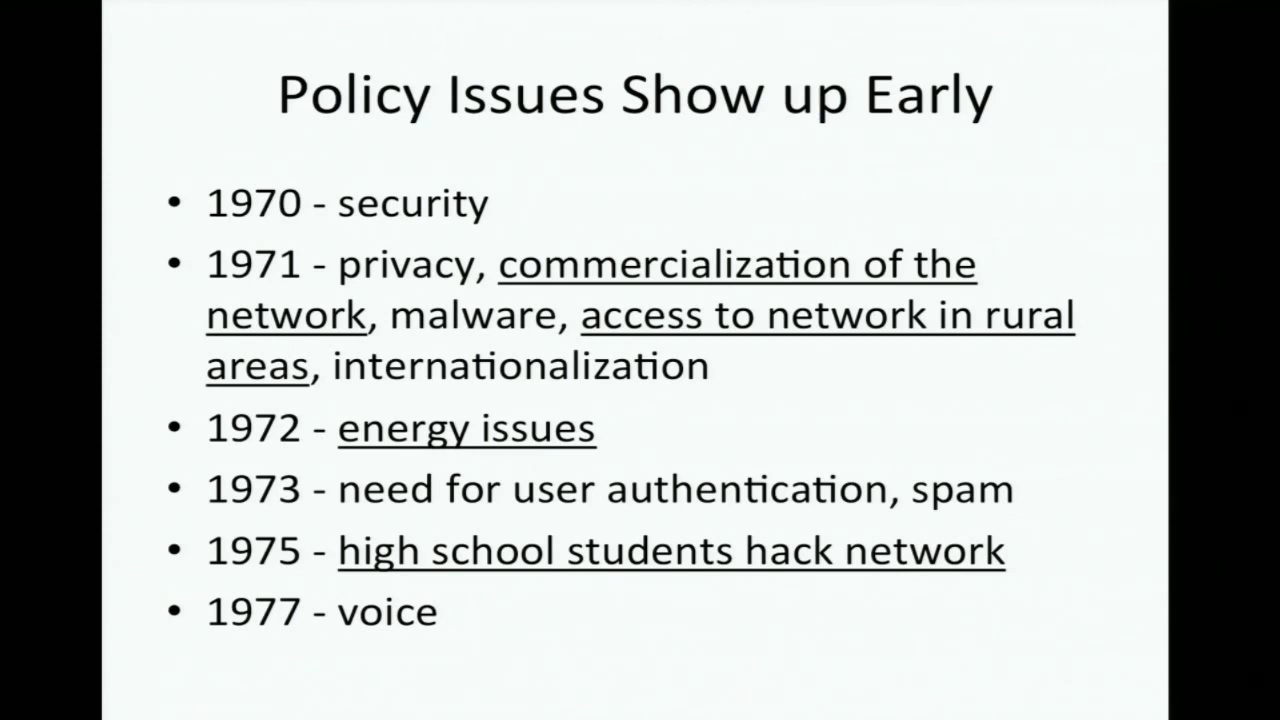 Policy Issues Show up Early
• 1970 - security
• 1971 - privacy, commercialization of the
network, malware, access to network in rural
areas, internationalization
• 1972 - energy issues
• 1973 - need for user authentication, spam
• 1975 - high school students hack network
• 1977 - voice